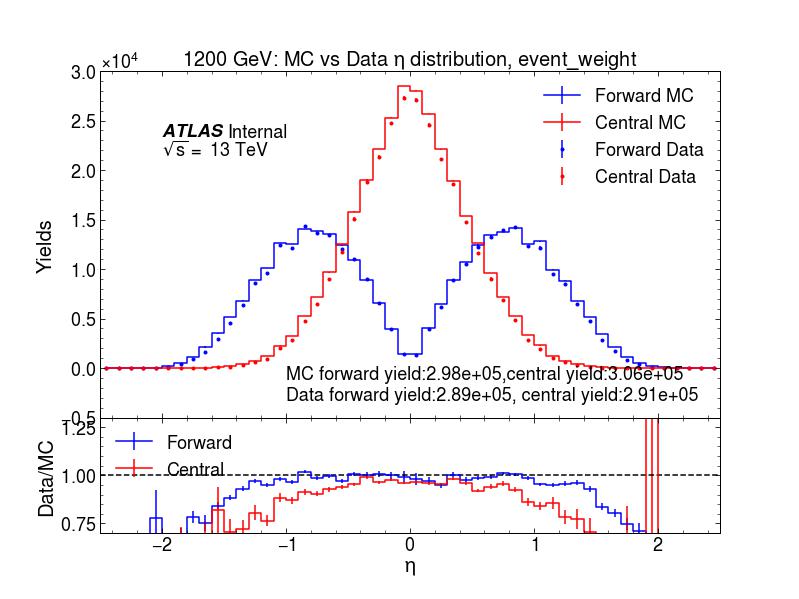 ×10⁴
1200 GeV: MC vs Data η distribution, event_weight
3.0
2.5
2.0
1.5
1.0
0.5
0.0
0.5
Yields
ATLAS Internal
√s = 13 TeV
Forward MC
Central MC
Forward Data
Central Data
MC forward yield:2.98e+05,central yield:3.06e+05
Data forward yield:2.89e+05, central yield:2.91e+05
1.25
1.00
0.75
Data/MC
Forward
Central
−2
−1
0
1
2
η